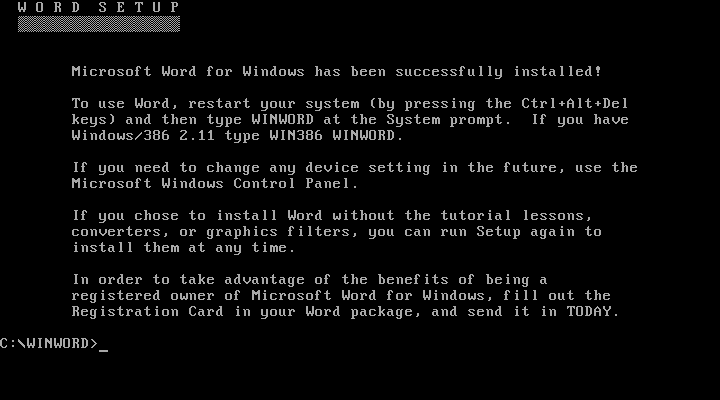 W O R D  S E T U P
Microsoft Word for Windows has been successfully installed!
To use Word, restart your system (by pressing the Ctrl+Alt+Del
keys) and then type WINWORD at the System prompt.  If you have
Windows/386 2.11 type WIN386 WINWORD.
If you need to change any device setting in the future, use the
Microsoft Windows Control Panel.
If you chose to install Word without the tutorial lessons,
converters, or graphics filters, you can run Setup again to
install them at any time.
In order to take advantage of the benefits of being a
registered owner of Microsoft Word for Windows, fill out the
Registration Card in your Word package, and send it in TODAY.
C:\WINWORD>_